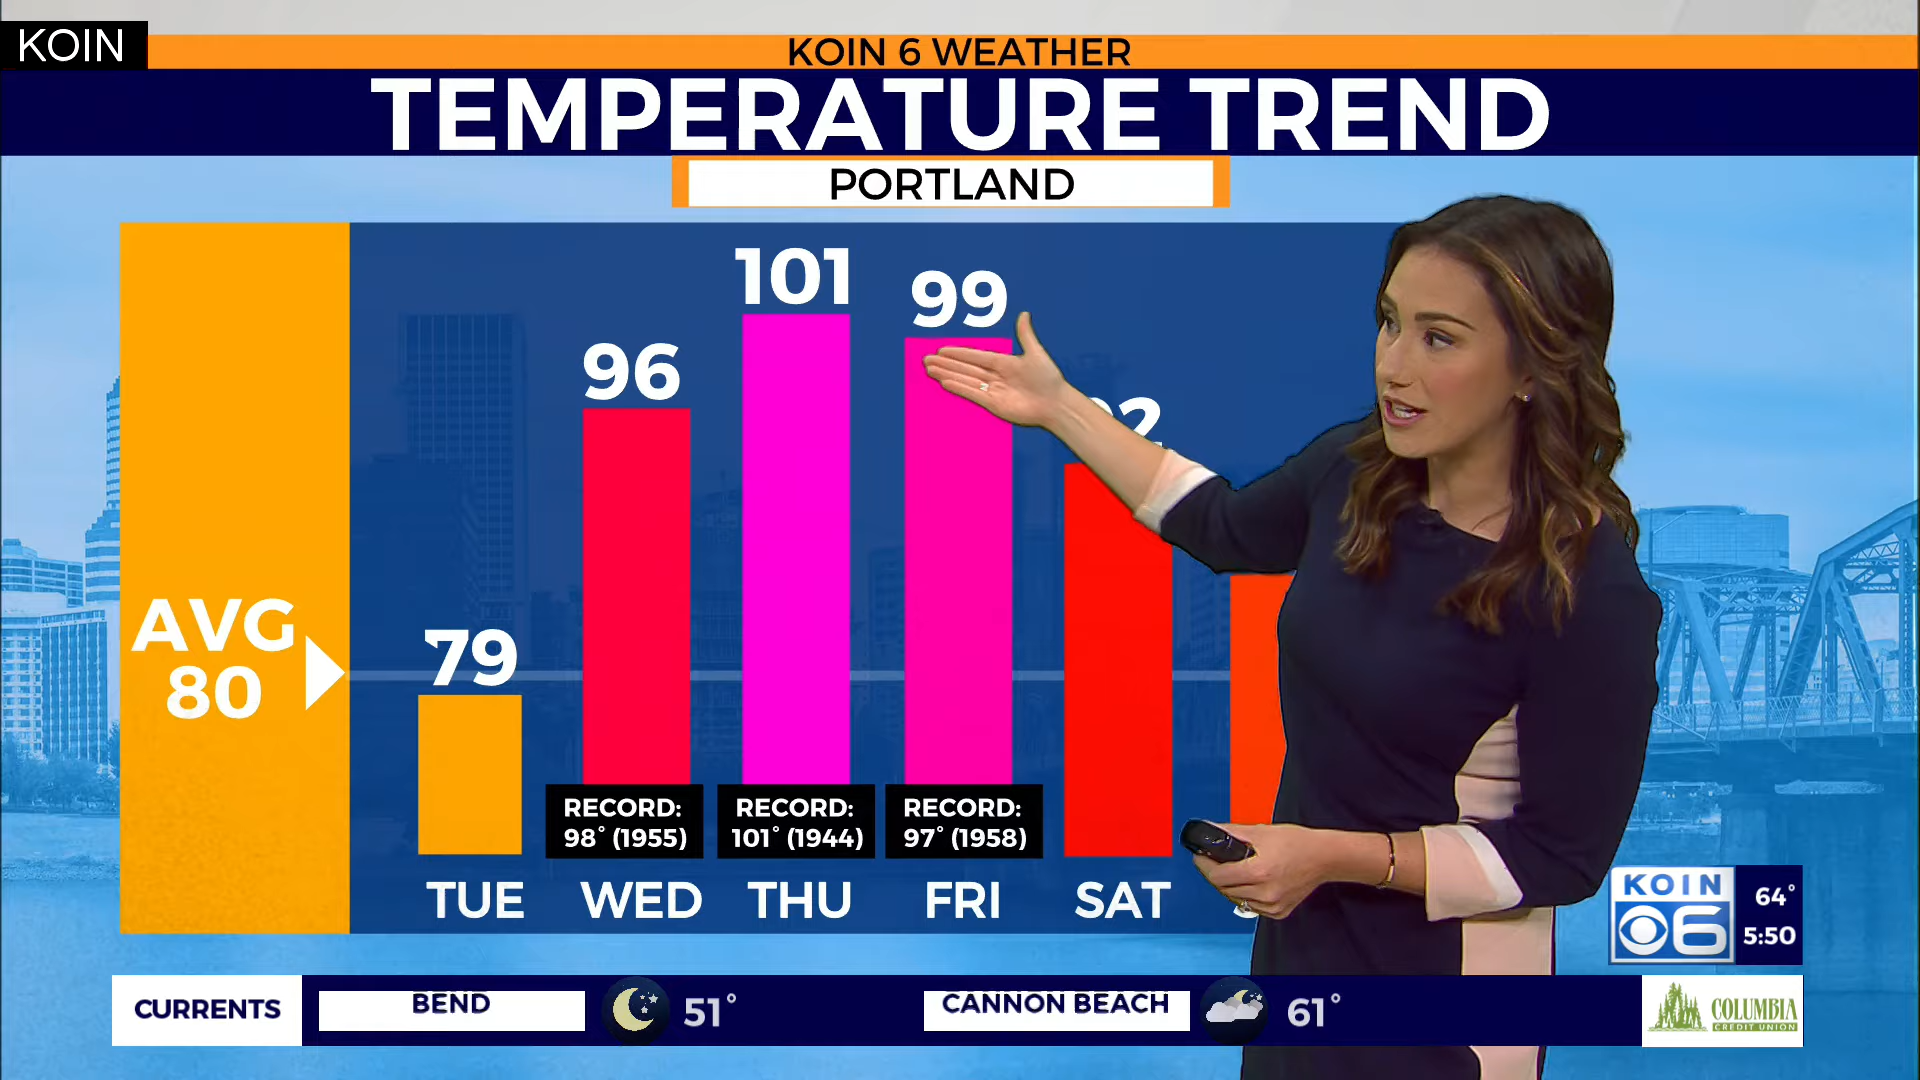 KOIN
KOIN 6 WEATHER
TEMPERATURE TREND
PORTLAND
101
99
96
79
AVG
80
RECORD:
98° (1955)
RECORD:
101° (1944)
RECORD:
97° (1958)
TUE
WED
THU
FRI
SAT
KOIN
6
64°
5:50
CURRENTS
BEND
51°
CANNON BEACH
61°
COLUMBIA
CREDIT UNION